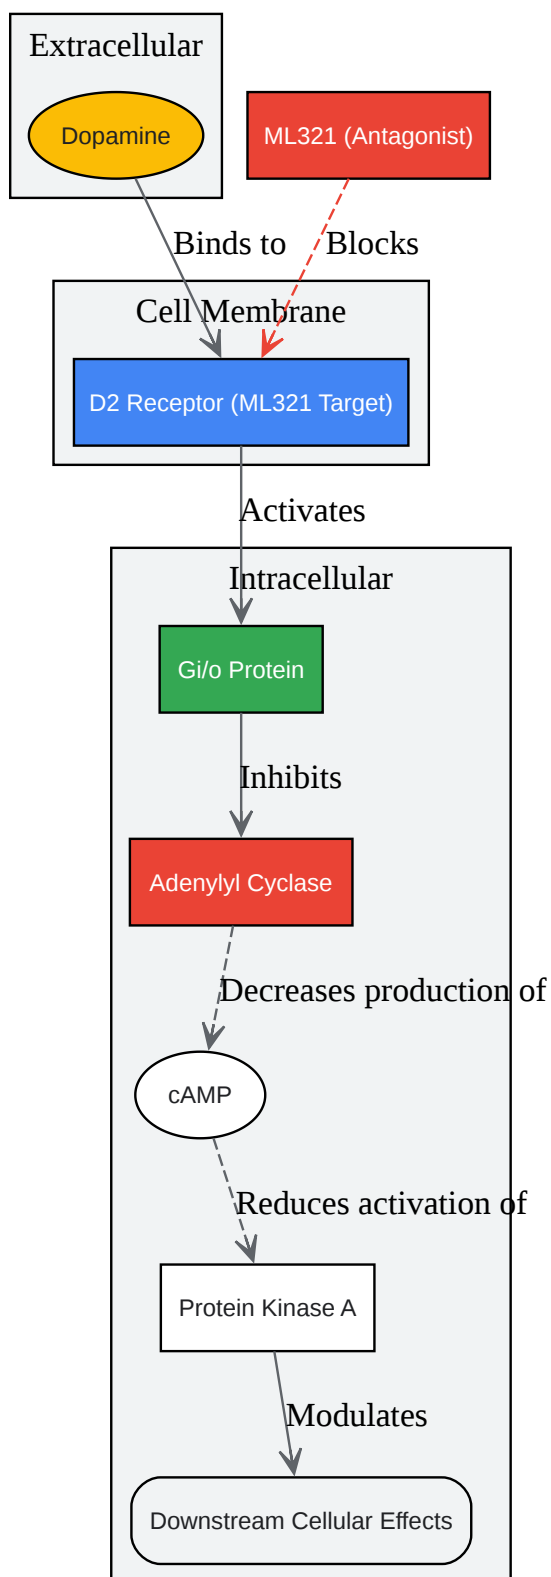 Extracellular
Dopamine
ML321 (Antagonist)
Binds to
Blocks
Cell Membrane
D2 Receptor (ML321 Target)
Activates
Intracellular
Gi/o Protein
Inhibits
Adenylyl Cyclase
Decreases production of
cAMP
Reduces activation of
Protein Kinase A
Modulates
Downstream Cellular Effects